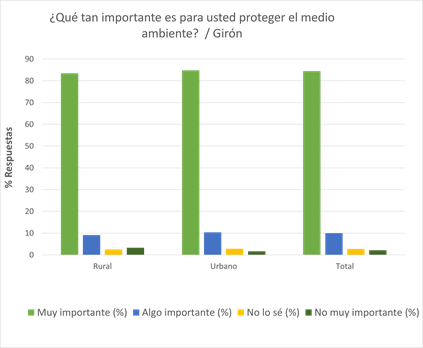 ¿Qué tan importante es para usted proteger el medio
ambiente? / Girón
90
80
70
60
50
40
30
20
10
0
% Respuestas
Rural Urbano Total
Muy importante (%) Algo importante (%) No lo sé (%) No muy importante (%)